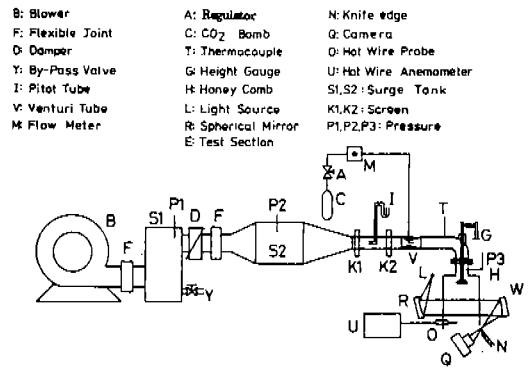 B: Blower
F: Flexible Joint
D: Damper
Y: By-Pass Valve
I: Pitot Tube
V: Venturi Tube
M: Flow Meter
A: Regulator
C: CO2 Bomb
T: Thermocouple
G: Height Gauge
H: Honey Comb
L: Light Source
R: Spherical Mirror
E: Test Section
N: Knife edge
Q: Camera
O: Hot Wire Probe
U: Hot Wire Anemometer
S1,S2: Surge Tank
K1,K2: Screen
P1,P2,P3: Pressure
B
F
S1
P1
D
F
Y
P2
S2
A
M
C
I
K1
K2
V
T
G
P3
H
L
R
W
U
O
Q
N